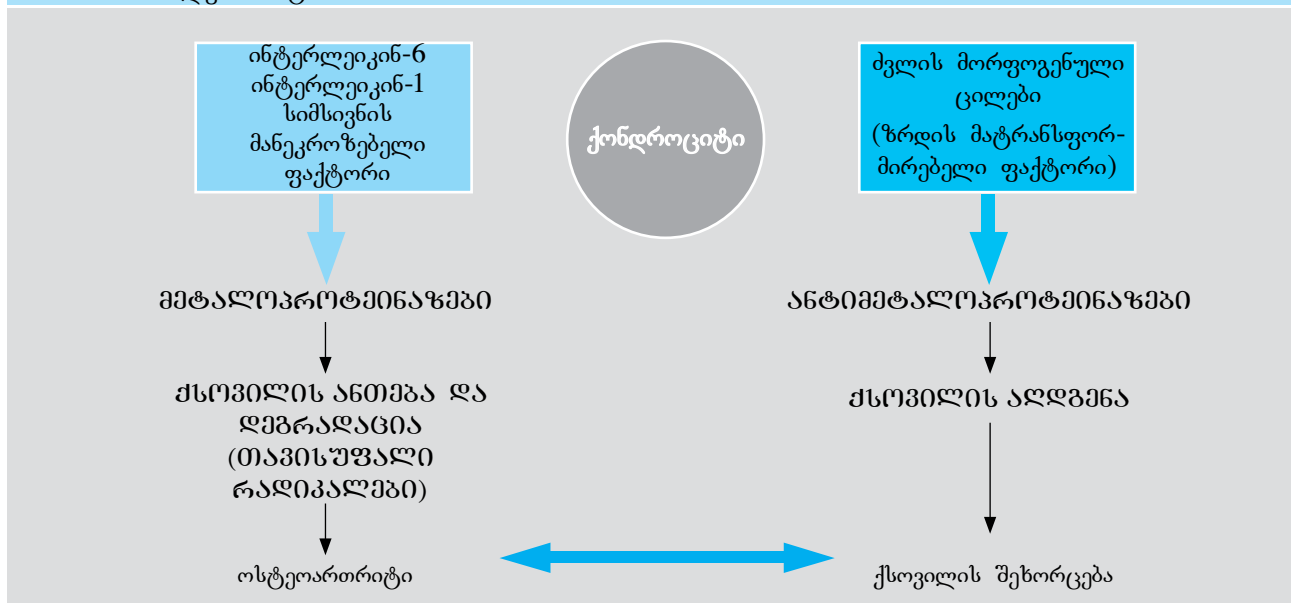 ინტერლეიკინ-6
ინტერლეიკინ-1
სიმსივნის
მანეკროზებელი
ფაქტორი
ქონდროციტი
ძვლის მორფოგენული
ცილები
(ზრდის მატრანსფორ-
მირებელი ფაქტორი)
მეტალოპროტეინაზები
ანტიმეტალოპროტეინაზები
ქსოვილის ანთება და
დეგრადაცია
(თავისუფალი
რადიკალები)
ქსოვილის აღდგენა
ოსტეოართრიტი
ქსოვილის შეხორცება